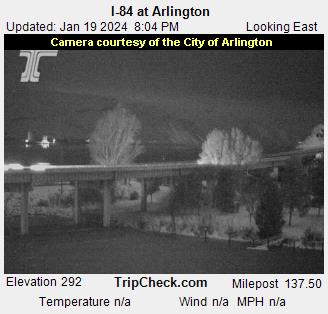 I-84 at Arlington
Updated: Jan 19 2024 8:04 PM Looking East
Camera courtesy of the City of Arlington
Elevation 292 TripCheck.com Milepost 137.50
Temperature n/a Wind n/a MPH n/a